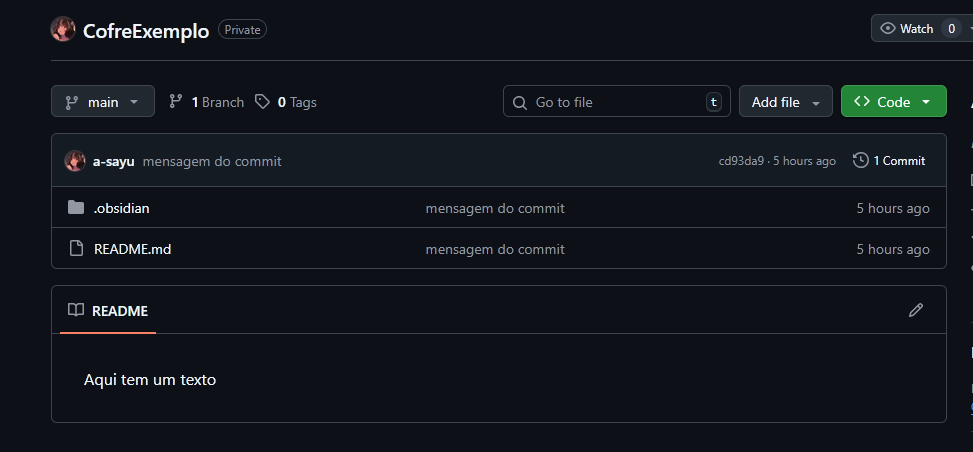 CofreExemplo Private Watch 0
main 1 Branch 0 Tags Go to file t Add file Code
a-sayu mensagem do commit cd93da9 · 5 hours ago 1 Commit
.obsidian mensagem do commit 5 hours ago
README.md mensagem do commit 5 hours ago
README
Aqui tem um texto